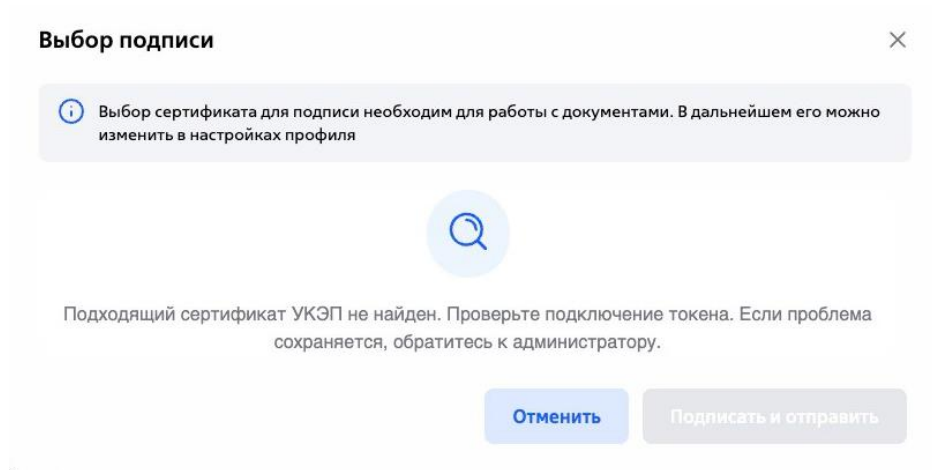 Выбор подписи
Выбор сертификата для подписи необходим для работы с документами. В дальнейшем его можно
изменить в настройках профиля
Подходящий сертификат УКЭП не найден. Проверьте подключение токена. Если проблема
сохраняется, обратитесь к администратору.
Отменить
Подписать и отправить